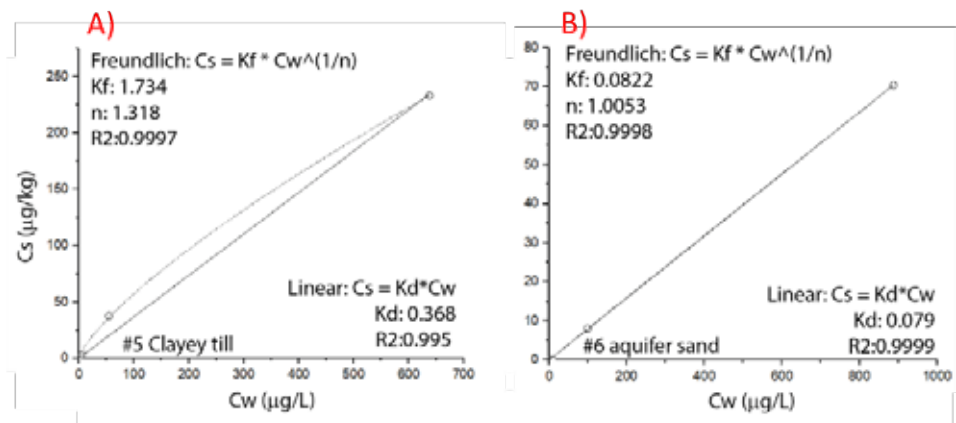 A)
Freundlich: Cs = Kf * Cw^(1/n)
Kf: 1.734
n: 1.318
R2:0.9997
250
200
150
100
50
0
Cs (µg/kg)
Linear: Cs = Kd*Cw
Kd: 0.368
R2:0.995
#5 Clayey till
0 100 200 300 400 500 600 700
Cw (µg/L)
B)
Freundlich: Cs = Kf * Cw^(1/n)
Kf: 0.0822
n: 1.0053
R2:0.9998
80
70
60
50
40
30
20
10
0
Linear: Cs = Kd*Cw
Kd: 0.079
R2:0.9999
#6 aquifer sand
0 200 400 600 800 1000
Cw (µg/L)